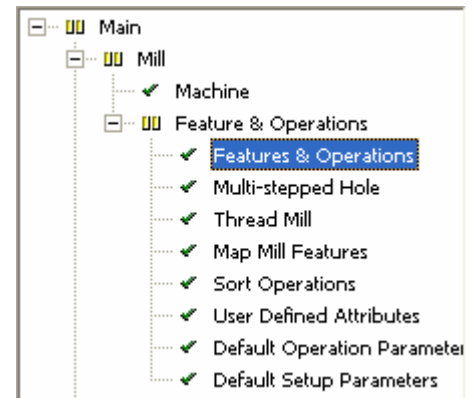 Main
Mill
Machine
Feature & Operations
Features & Operations
Multi-stepped Hole
Thread Mill
Map Mill Features
Sort Operations
User Defined Attributes
Default Operation Parameter
Default Setup Parameters